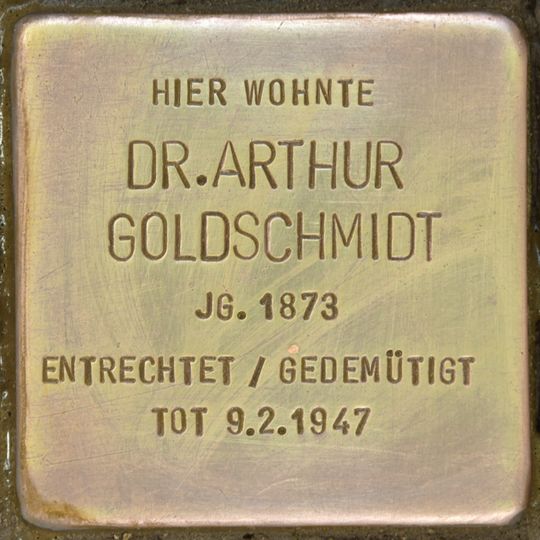 HIER WOHNTE
DR. ARTHUR
GOLDSCHMIDT
JG. 1873
ENTRECHTET / GEDEMÜTIGT
TOT 9.2.1947